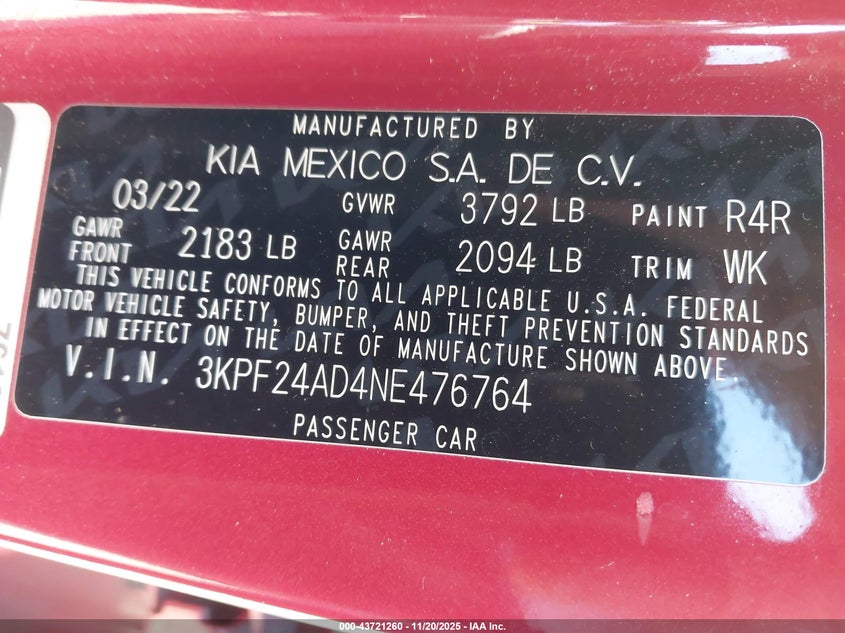 MANUFACTURED BY
KIA MEXICO S.A. DE C.V.
03/22 GVWR 3792 LB PAINT R4R
GAWR FRONT 2183 LB GAWR REAR 2094 LB TRIM WK
THIS VEHICLE CONFORMS TO ALL APPLICABLE U.S.A. FEDERAL
MOTOR VEHICLE SAFETY, BUMPER, AND THEFT PREVENTION STANDARDS
IN EFFECT ON THE DATE OF MANUFACTURE SHOWN ABOVE.
V.I.N. 3KPF24AD4NE476764
PASSENGER CAR
000-43721260 - 11/20/2025 - IAA Inc.